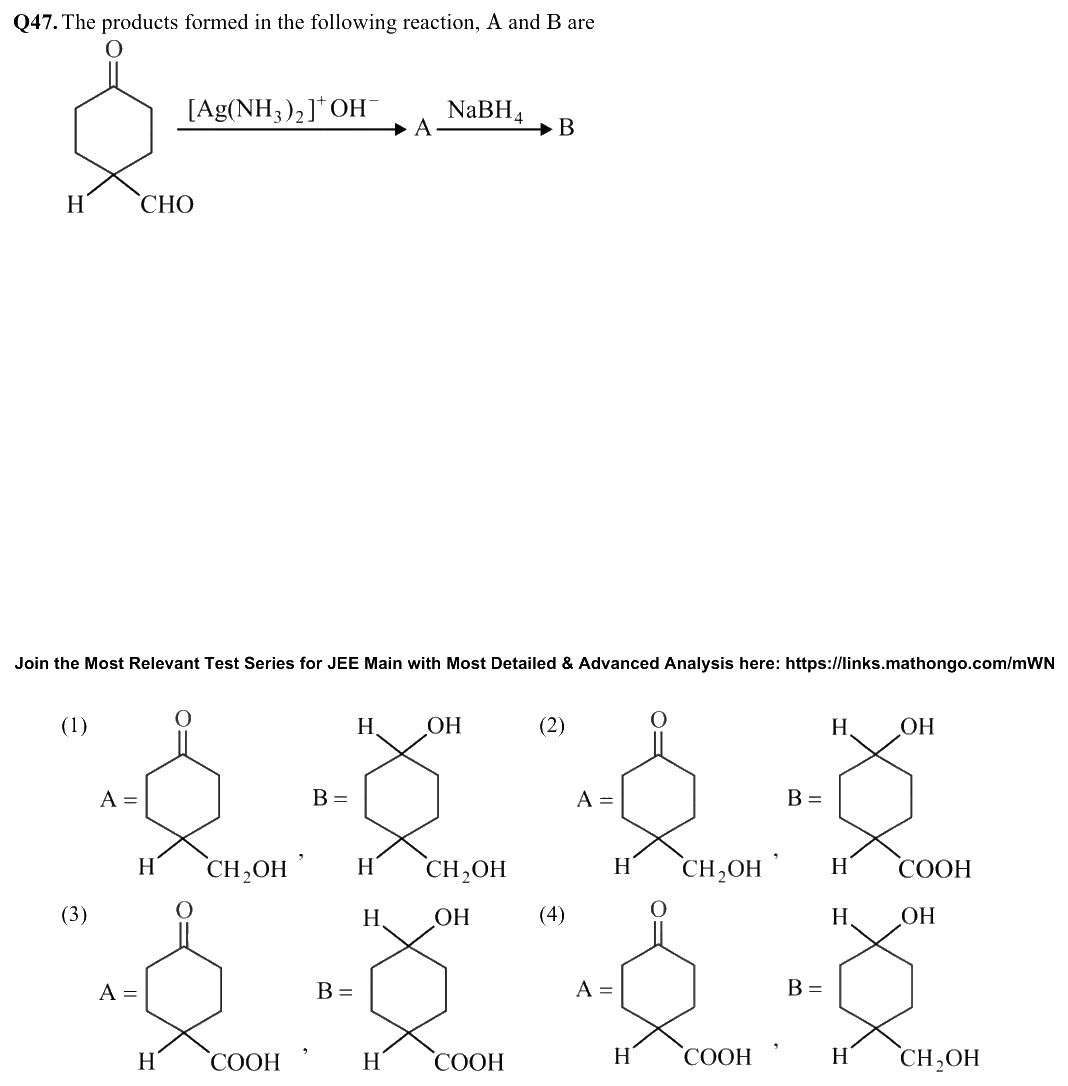 Q47. The products formed in the following reaction, A and B are
O
[Ag(NH₃)₂]⁺OH⁻
A
NaBH₄
B
H
CHO
Join the Most Relevant Test Series for JEE Main with Most Detailed & Advanced Analysis here: https://links.mathongo.com/mWN
(1)
O
A =
H
CH₂OH ,
H
OH
B =
H
CH₂OH
(2)
O
A =
H
CH₂OH ,
H
OH
B =
H
COOH
(3)
O
A =
H
COOH ,
H
OH
B =
H
COOH
(4)
O
A =
H
COOH ,
H
OH
B =
H
CH₂OH